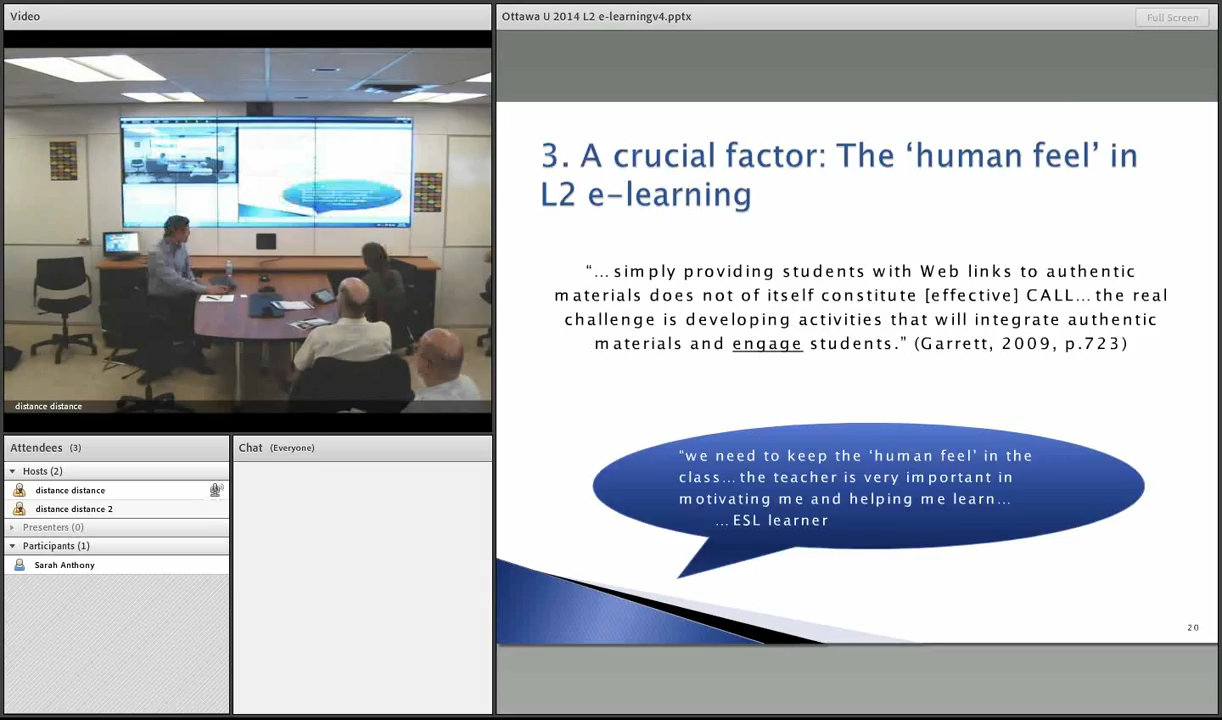 Video
Ottawa U 2014 L2 e-learningv4.pptx
Full Screen
distance distance
Attendees (3)
Hosts (2)
distance distance
distance distance 2
Presenters (0)
Participants (1)
Sarah Anthony
Chat (Everyone)
3. A crucial factor: The ‘human feel’ in
L2 e-learning
“…simply providing students with Web links to authentic
materials does not of itself constitute [effective] CALL…the real
challenge is developing activities that will integrate authentic
materials and engage students.” (Garrett, 2009, p.723)
“we need to keep the ‘human feel’ in the
class…the teacher is very important in
motivating me and helping me learn…
…ESL learner
20